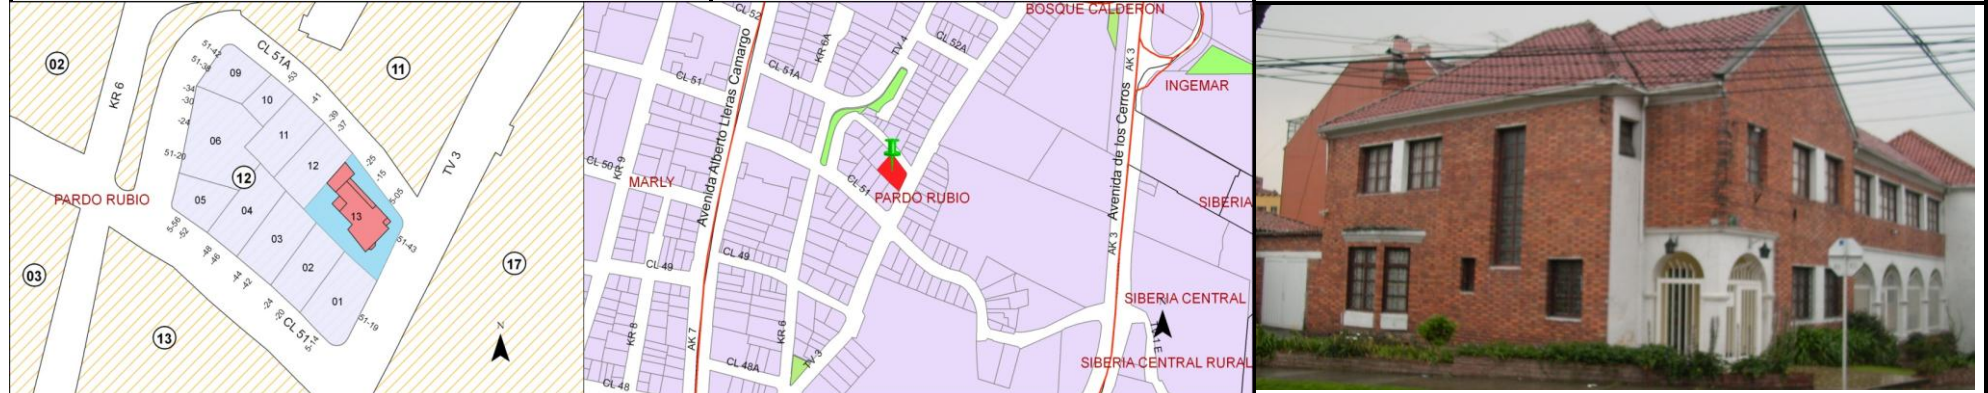 02
11
03
13
17
12
KR 6
CL 51A
TV 3
CL 51
PARDO RUBIO
09
10
11
12
13
06
05
04
03
02
01
51-42
51-38
-34
-30
-24
51-20
5-56
-52
-48
-46
-44
-42
-24
-20
5-14
51-19
51-43
5-05
-15
-25
-37
-39
-41
-53
N
CL 52
KR 6A
TV 4
CL 52A
BOSQUE CALDERON
AK 3
CL 51
CL 51A
Avenida Alberto Lleras Camargo
INGEMAR
CL 50
KR 9
MARLY
CL 51
PARDO RUBIO
Avenida de los Cerros
SIBERIA
AK 3
CL 49
CL 49
KR 8
AK 7
KR 6
TV 3
CL 48A
CL 48
SIBERIA CENTRAL
SIBERIA CENTRAL RURAL